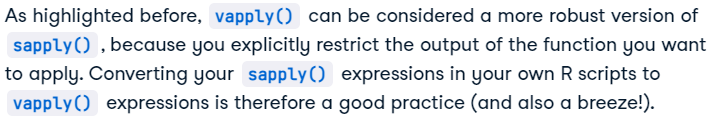 As highlighted before, vapply() can be considered a more robust version of
sapply(), because you explicitly restrict the output of the function you want
to apply. Converting your sapply() expressions in your own R scripts to
vapply() expressions is therefore a good practice (and also a breeze!).